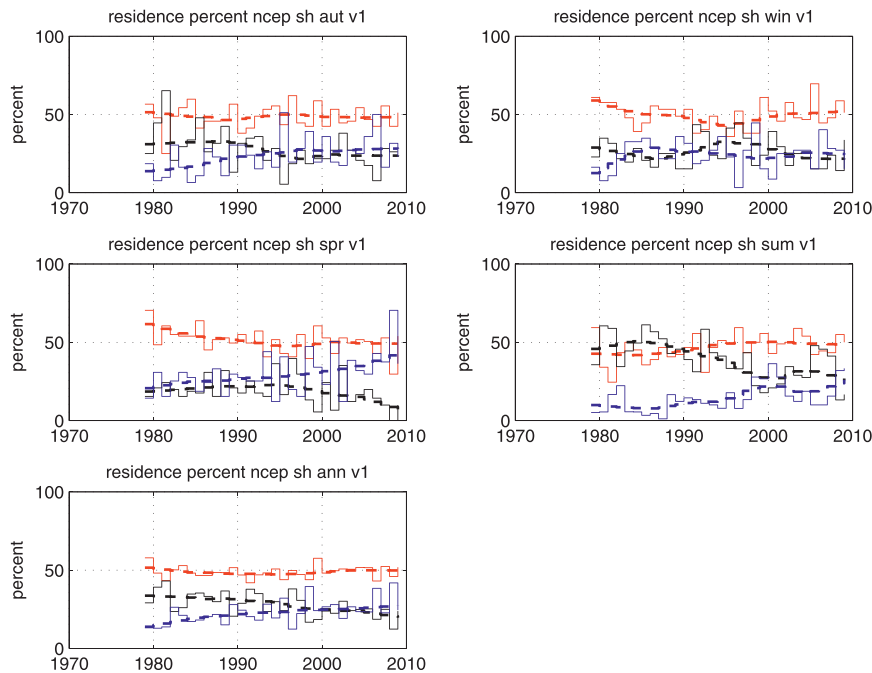 residence percent ncep sh aut v1
100
50
0
percent
1970 1980 1990 2000 2010
residence percent ncep sh win v1
100
50
0
percent
1970 1980 1990 2000 2010
residence percent ncep sh spr v1
100
50
0
percent
1970 1980 1990 2000 2010
residence percent ncep sh sum v1
100
50
0
percent
1970 1980 1990 2000 2010
residence percent ncep sh ann v1
100
50
0
percent
1970 1980 1990 2000 2010